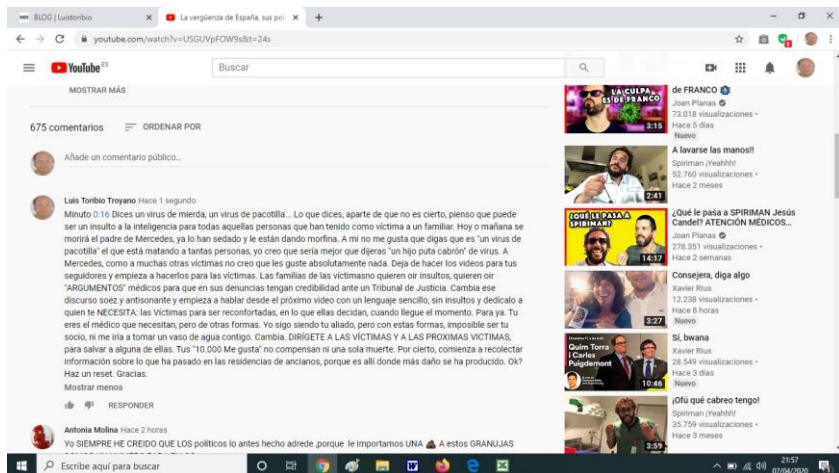 BLOG | Luistoribio
La vergüenza de España, sus poli
youtube.com/watch?v=USGUVpFOW9s&t=24s
YouTube ES
Buscar
MOSTRAR MÁS
675 comentarios
ORDENAR POR
Añade un comentario público...
Luis Toribio Troyano Hace 1 segundo
Minuto 0:16 Dices un virus de mierda, un virus de pacotilla... Lo que dices, aparte de que no es cierto, pienso que puede
ser un insulto a la inteligencia para todas aquellas personas que han tenido como víctima a un familiar. Hoy o mañana se
morirá el padre de Mercedes, ya lo han sedado y le están dando morfina. A mi no me gusta que digas que es "un virus de
pacotilla" el que está matando a tantas personas, yo creo que sería mejor que dijeras "un hijo puta cabrón" de virus. A
Mercedes, como a muchas otras víctimas no creo que les guste absolutamente nada. Deja de hacer los videos para tus
seguidores y empieza a hacerlos para las víctimas. Las familias de las víctimasno quieren oir insultos, quieren oir
"ARGUMENTOS" médicos para que en sus denuncias tengan credibilidad ante un Tribunal de Justicia. Cambia ese
discurso soez y antisonante y empieza a hablar desde el próximo video con un lenguaje sencillo, sin insultos y dedicalo a
quien te NECESITA: las Víctimas para ser reconfortadas, en lo que ellas decidan, cuando llegue el momento. Para ya. Tu
eres el médico que necesitan, pero de otras formas. Yo sigo siendo tu aliado, pero con estas formas, imposible ser tu
socio, ni me iría a tomar un vaso de agua contigo. Cambia. DIRÍGETE A LAS VÍCTIMAS Y A LAS PROXIMAS VICTIMAS,
para salvar a alguna de ellas. Tus "10.000 Me gusta" no compensan ni una sola muerte. Por cierto, comienza a recolectar
información sobre lo que ha pasado en las residencias de ancianos, porque es allí donde más daño se ha producido. Ok?
Haz un reset. Gracias.
Mostrar menos
RESPONDER
Antonia Molina Hace 2 horas
Yo SIEMPRE HE CREIDO QUE LOS políticos lo antes hecho adrede ,porque le importamos UNA 💩 A estos GRANUJAS
LA CULPA
ES DE FRANCO
3:15
de FRANCO
Joan Planas
73.018 visualizaciones •
Hace 5 días
Nuevo
2:41
A lavarse las manos!!
Spiriman ¡Yeahhh!
52.760 visualizaciones •
Hace 2 meses
¿QUÉ LE PASA A
SPIRIMAN?
14:17
¿Qué le pasa a SPIRIMAN Jesús
Candel? ATENCIÓN MÉDICOS...
Joan Planas
278.351 visualizaciones •
Hace 2 semanas
3:27
Consejera, diga algo
Xavier Rius
12.238 visualizaciones •
Hace 8 horas
Nuevo
Quim Torra
i Carles
Puigdemont
10:46
Sí, bwana
Xavier Rius
28.549 visualizaciones •
Hace 3 días
Nuevo
3:59
¡Ofú qué cabreo tengo!
Spiriman ¡Yeahhh!
35.759 visualizaciones •
Hace 3 meses
Escribe aquí para buscar
21:57
07/04/2020